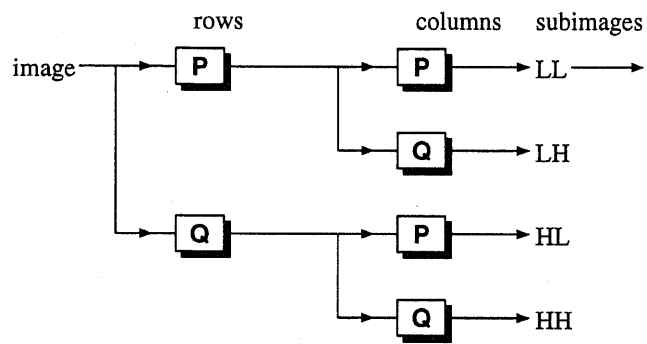 rows columns subimages
image P P LL
Q LH
Q P HL
Q HH